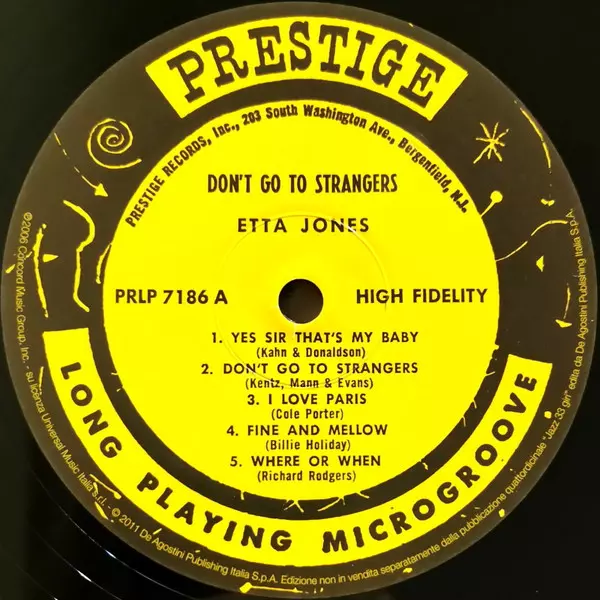 PRESTIGE
PRESTIGE RECORDS, Inc., 203 South Washington Ave., Bergenfield, N.J.
DON'T GO TO STRANGERS
ETTA JONES
PRLP 7186 A
HIGH FIDELITY
1. YES SIR THAT'S MY BABY
(Kahn & Donaldson)
2. DON'T GO TO STRANGERS
(Kentz, Mann & Evans)
3. I LOVE PARIS
(Cole Porter)
4. FINE AND MELLOW
(Billie Holiday)
5. WHERE OR WHEN
(Richard Rodgers)
LONG PLAYING MICROGROOVE
©2006 Concord Music Group, Inc. - su licenza Universal Music Italia s.r.l. - © 2011 De Agostini Publishing Italia S.p.A. Edizione non in vendita separatamente dalla pubblicazione quattordicinale "Jazz 33 giri" edita da De Agostini Publishing Italia S.p.A.